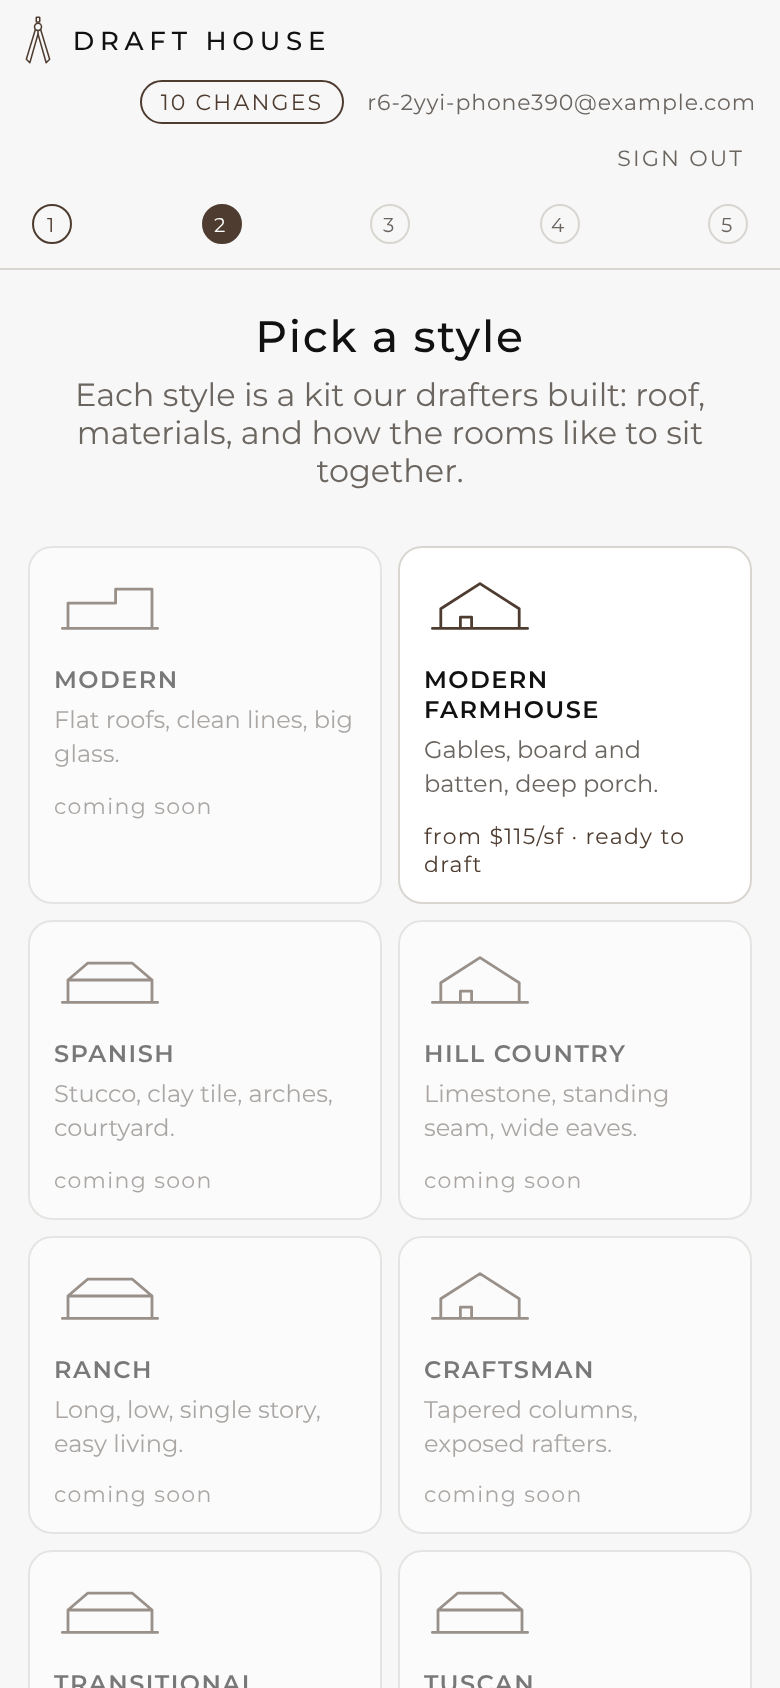 DRAFT HOUSE
10 CHANGES
r6-2yyi-phone390@example.com
SIGN OUT
1
2
3
4
5
Pick a style
Each style is a kit our drafters built: roof,
materials, and how the rooms like to sit
together.
MODERN
Flat roofs, clean lines, big
glass.
coming soon
MODERN
FARMHOUSE
Gables, board and
batten, deep porch.
from $115/sf · ready to
draft
SPANISH
Stucco, clay tile, arches,
courtyard.
coming soon
HILL COUNTRY
Limestone, standing
seam, wide eaves.
coming soon
RANCH
Long, low, single story,
easy living.
coming soon
CRAFTSMAN
Tapered columns,
exposed rafters.
coming soon
TRANSITIONAL
TUSCAN